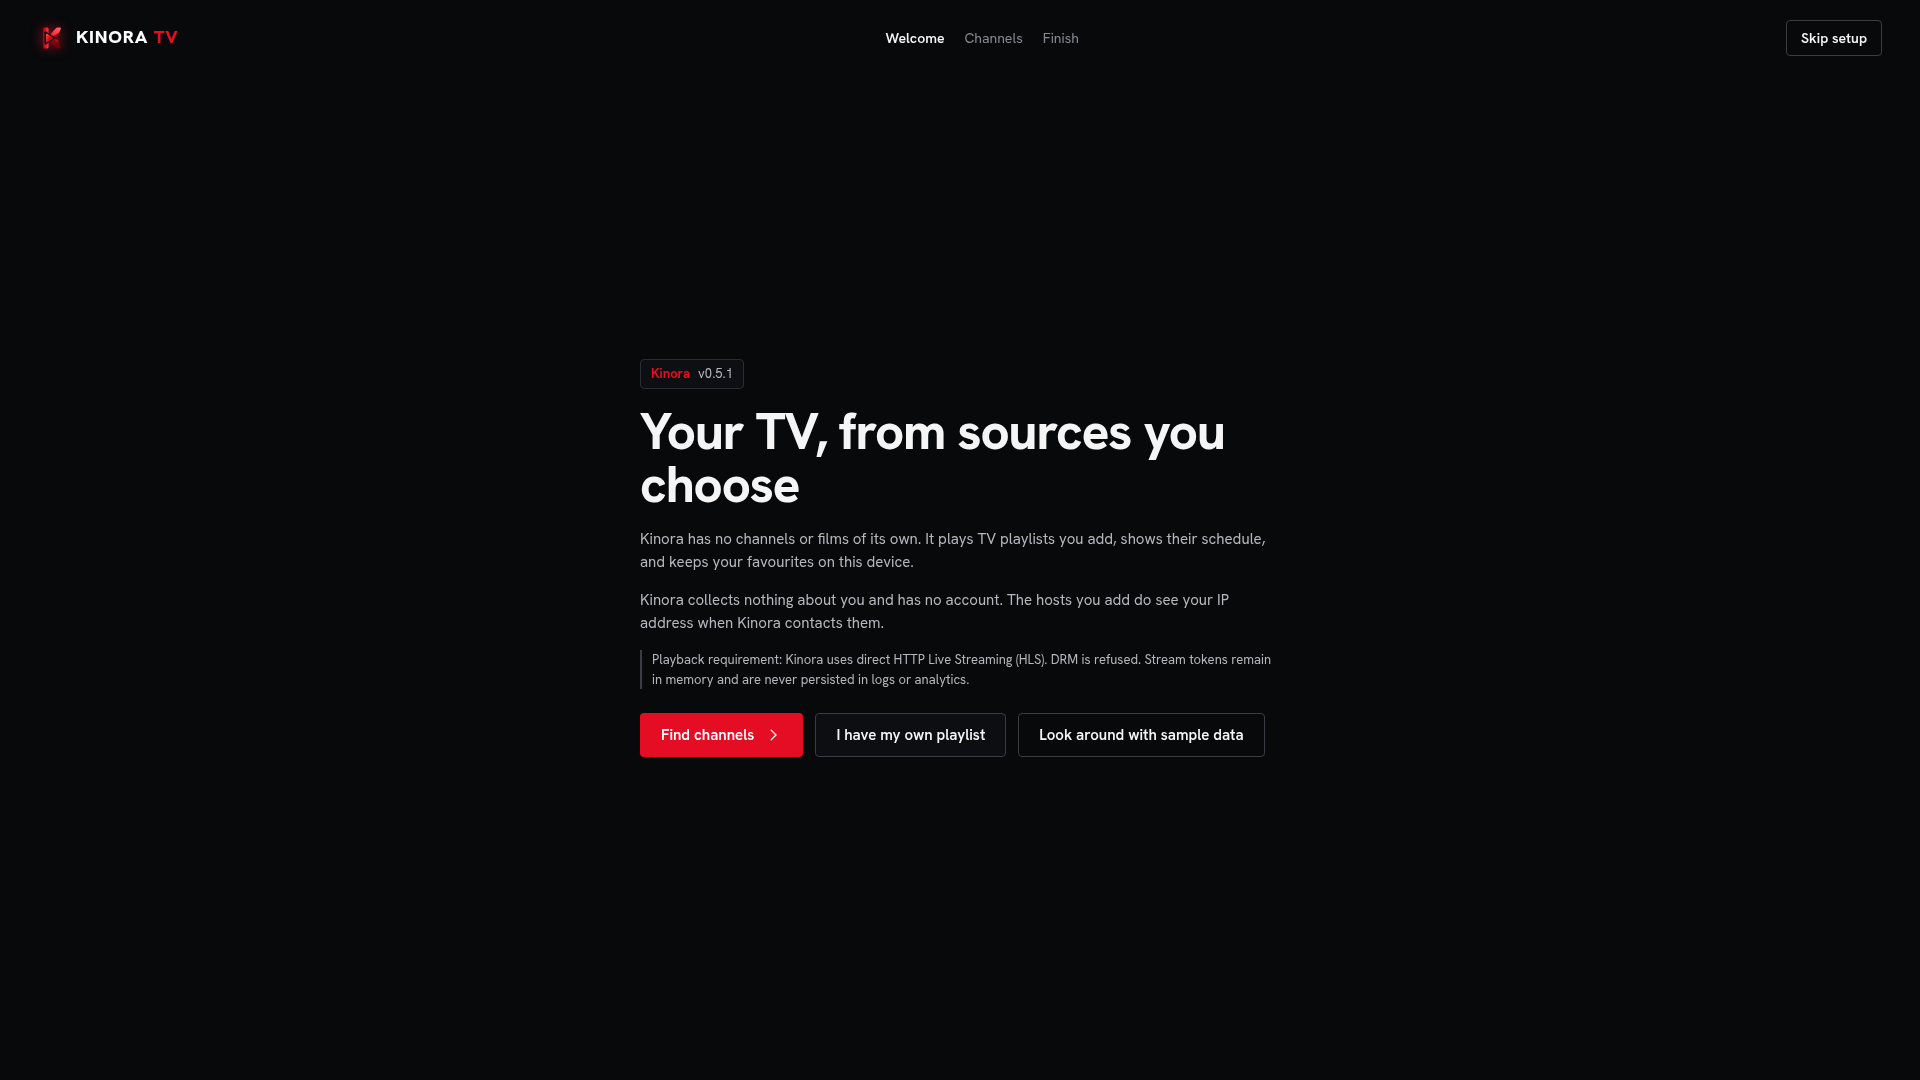 KINORA TV
Welcome
Channels
Finish
Skip setup
Kinora v0.5.1
Your TV, from sources you
choose
Kinora has no channels or films of its own. It plays TV playlists you add, shows their schedule,
and keeps your favourites on this device.
Kinora collects nothing about you and has no account. The hosts you add do see your IP
address when Kinora contacts them.
Playback requirement: Kinora uses direct HTTP Live Streaming (HLS). DRM is refused. Stream tokens remain
in memory and are never persisted in logs or analytics.
Find channels
I have my own playlist
Look around with sample data